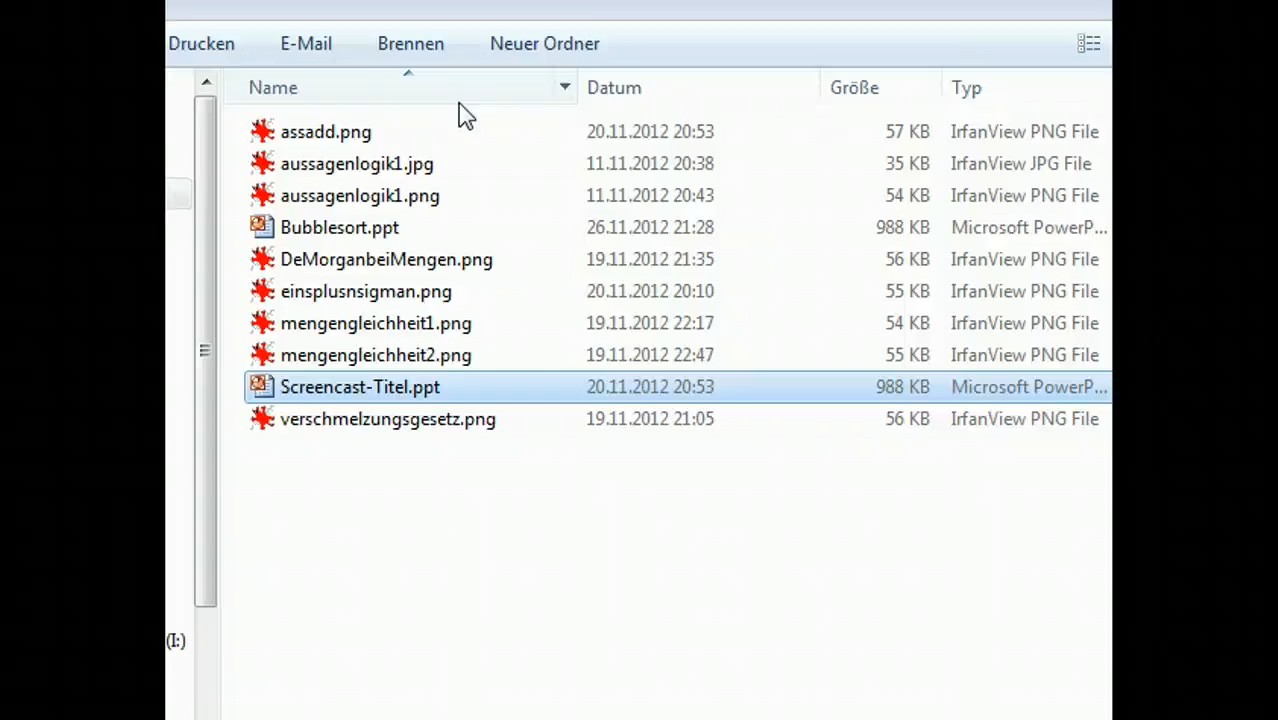 Drucken E-Mail Brennen Neuer Ordner
Name Datum Größe Typ
assadd.png 20.11.2012 20:53 57 KB IrfanView PNG File
aussagenlogik1.jpg 11.11.2012 20:38 35 KB IrfanView JPG File
aussagenlogik1.png 11.11.2012 20:43 54 KB IrfanView PNG File
Bubblesort.ppt 26.11.2012 21:28 988 KB Microsoft PowerP...
DeMorganbeiMengen.png 19.11.2012 21:35 56 KB IrfanView PNG File
einsplusnsigman.png 20.11.2012 20:10 55 KB IrfanView PNG File
mengengleichheit1.png 19.11.2012 22:17 54 KB IrfanView PNG File
mengengleichheit2.png 19.11.2012 22:47 55 KB IrfanView PNG File
Screencast-Titel.ppt 20.11.2012 20:53 988 KB Microsoft PowerP...
verschmelzungsgesetz.png 19.11.2012 21:05 56 KB IrfanView PNG File
(I:)